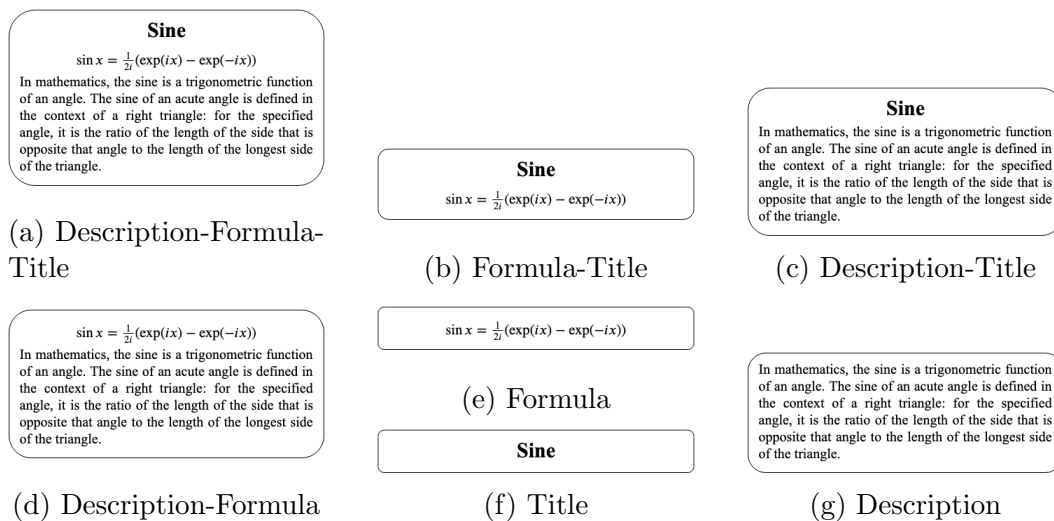 Sine
sin x = \frac{1}{2i}(exp(ix) − exp(−ix))
In mathematics, the sine is a trigonometric function
of an angle. The sine of an acute angle is defined in
the context of a right triangle: for the specified
angle, it is the ratio of the length of the side that is
opposite that angle to the length of the longest side
of the triangle.
(a) Description-Formula-
Title
Sine
sin x = \frac{1}{2i}(exp(ix) − exp(−ix))
(b) Formula-Title
Sine
In mathematics, the sine is a trigonometric function
of an angle. The sine of an acute angle is defined in
the context of a right triangle: for the specified
angle, it is the ratio of the length of the side that is
opposite that angle to the length of the longest side
of the triangle.
(c) Description-Title
sin x = \frac{1}{2i}(exp(ix) − exp(−ix))
In mathematics, the sine is a trigonometric function
of an angle. The sine of an acute angle is defined in
the context of a right triangle: for the specified
angle, it is the ratio of the length of the side that is
opposite that angle to the length of the longest side
of the triangle.
(d) Description-Formula
sin x = \frac{1}{2i}(exp(ix) − exp(−ix))
(e) Formula
Sine
(f) Title
In mathematics, the sine is a trigonometric function
of an angle. The sine of an acute angle is defined in
the context of a right triangle: for the specified
angle, it is the ratio of the length of the side that is
opposite that angle to the length of the longest side
of the triangle.
(g) Description